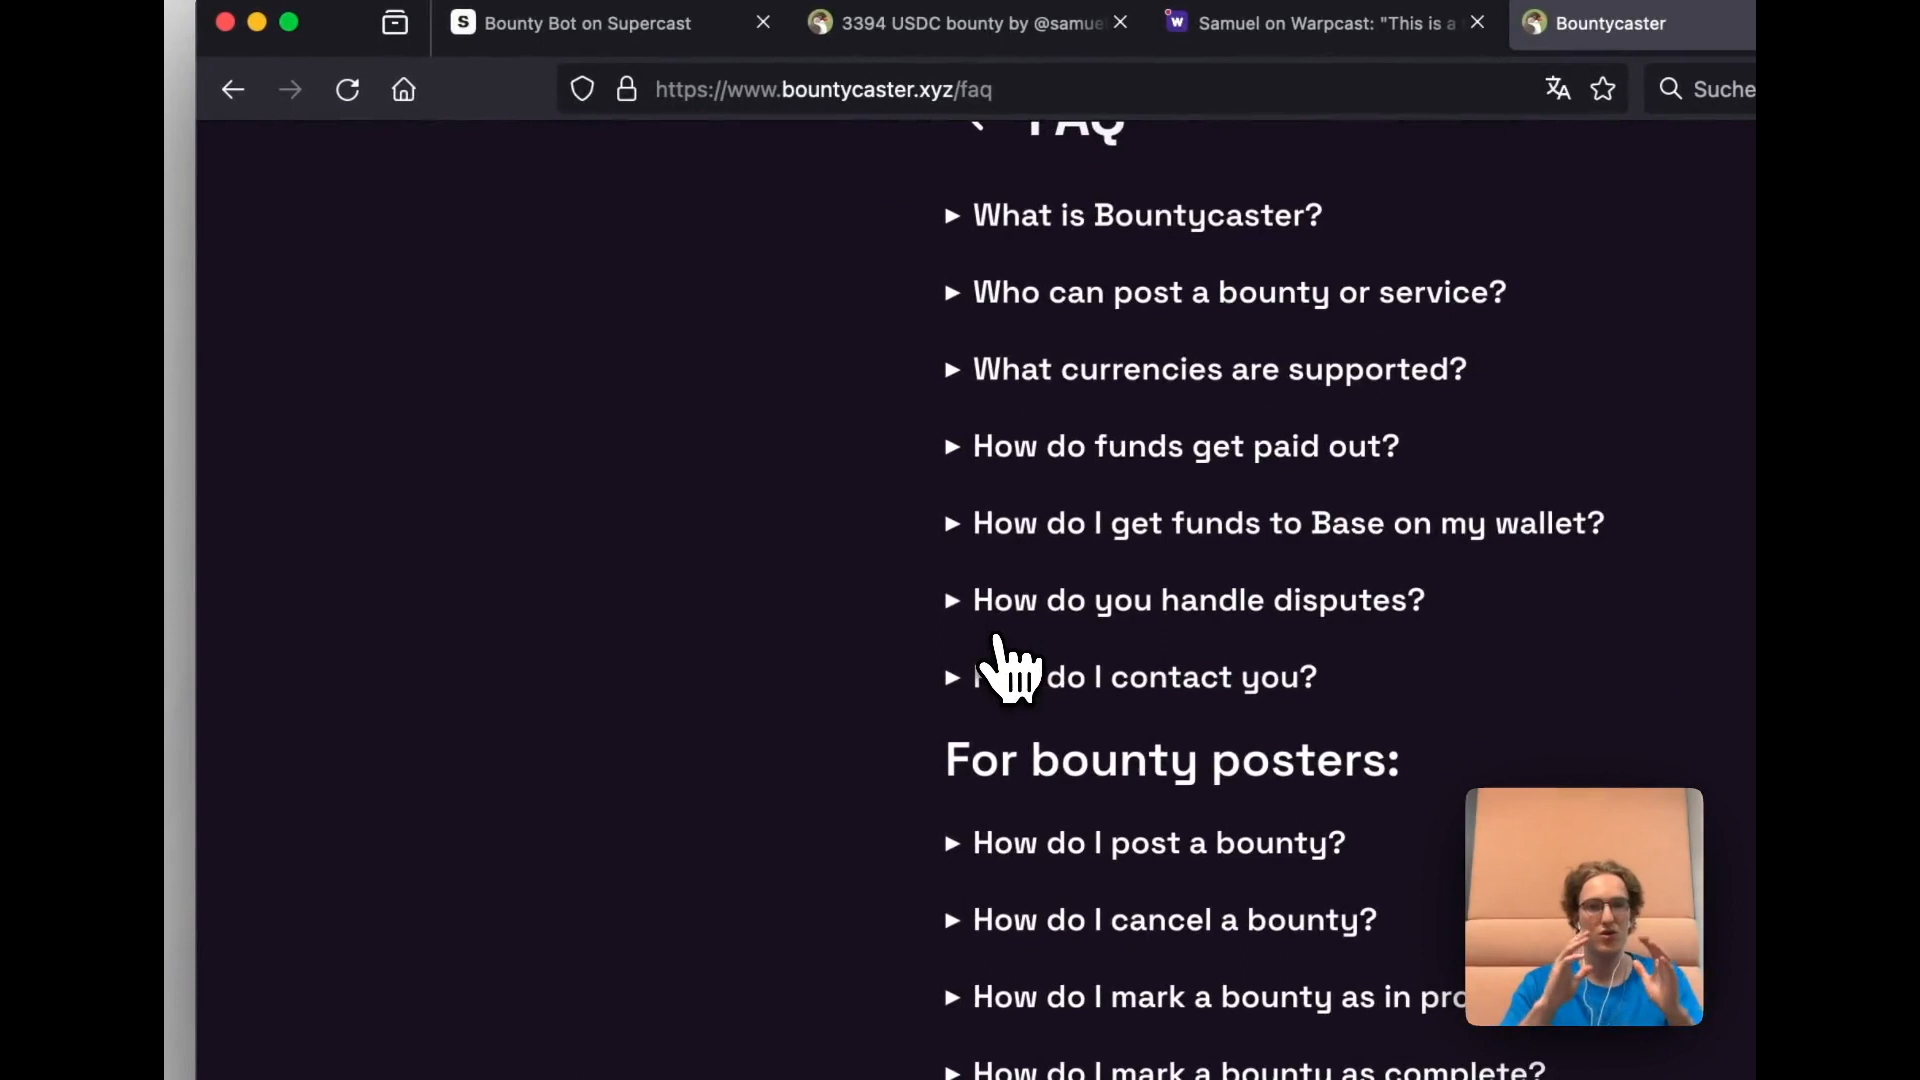 Bounty Bot on Supercast
3394 USDC bounty by @samue
Samuel on Warpcast: "This is a
Bountycaster
https://www.bountycaster.xyz/faq
Suche
FAQ
What is Bountycaster?
Who can post a bounty or service?
What currencies are supported?
How do funds get paid out?
How do I get funds to Base on my wallet?
How do you handle disputes?
do I contact you?
For bounty posters:
How do I post a bounty?
How do I cancel a bounty?
How do I mark a bounty as in pro
How do I mark a bounty as complete?